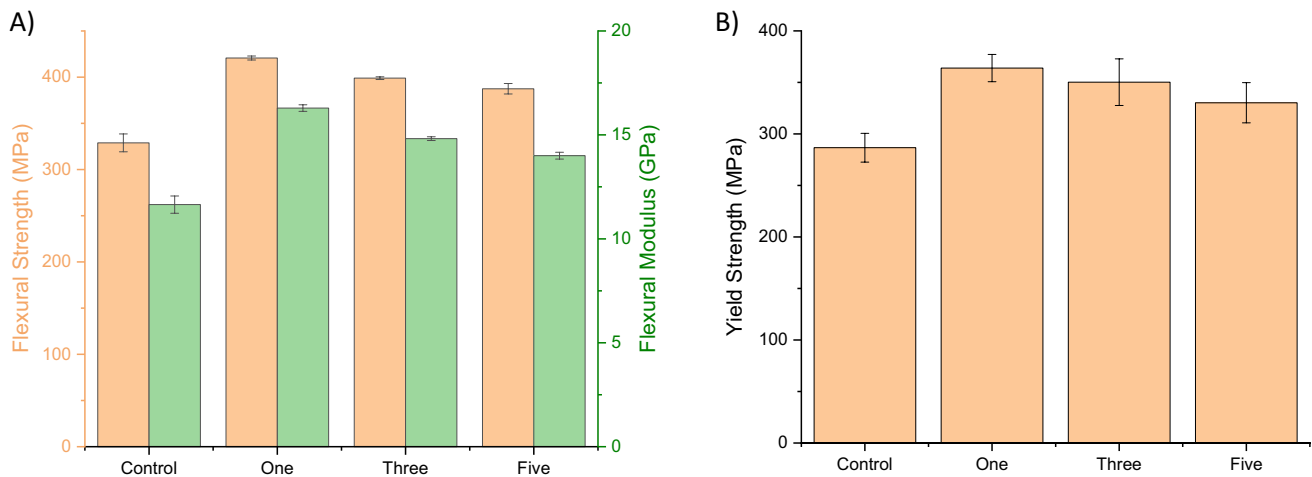 A)
Flexural Strength (MPa)
400
300
200
100
0
20
15
10
5
0
Flexural Modulus (GPa)
Control One Three Five
B)
Yield Strength (MPa)
400
300
200
100
0
Control One Three Five